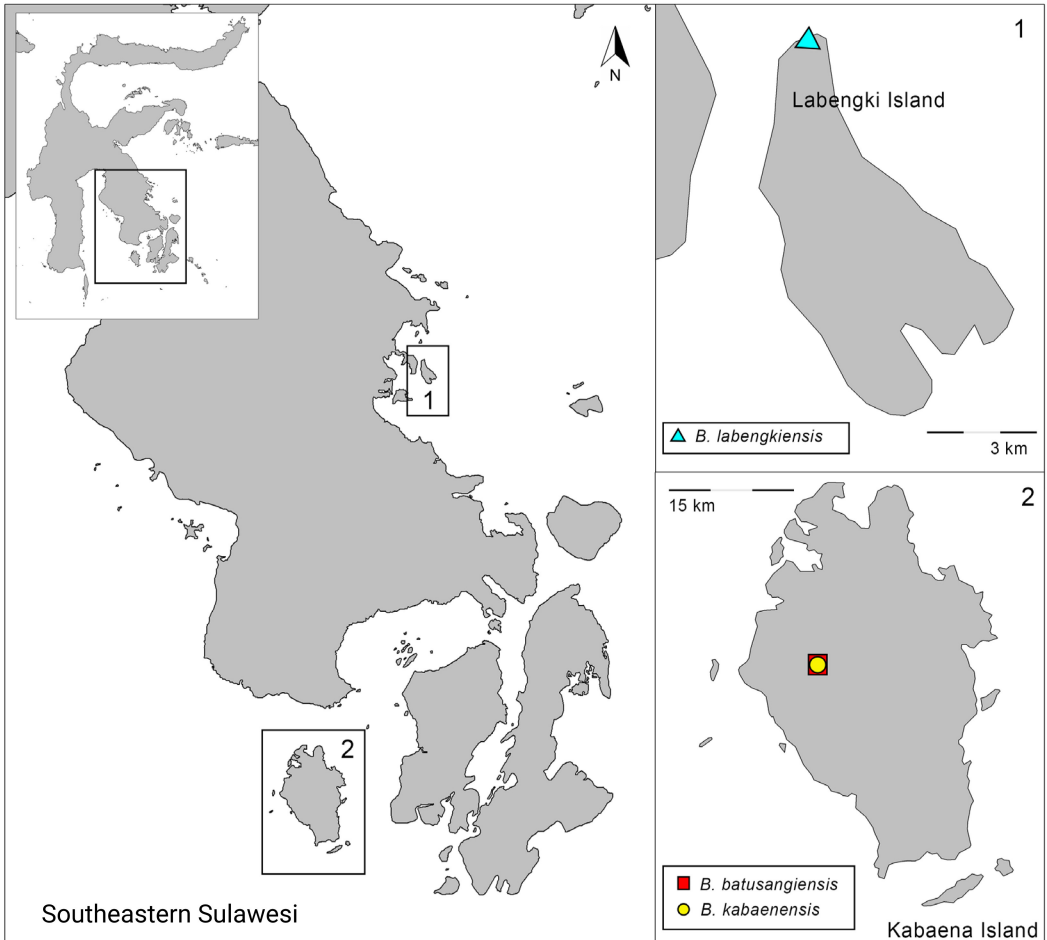 N
1
2
Southeastern Sulawesi
1
Labengki Island
B. labengkiensis
3 km
2
15 km
B. batusangiensis
B. kabaenensis
Kabaena Island